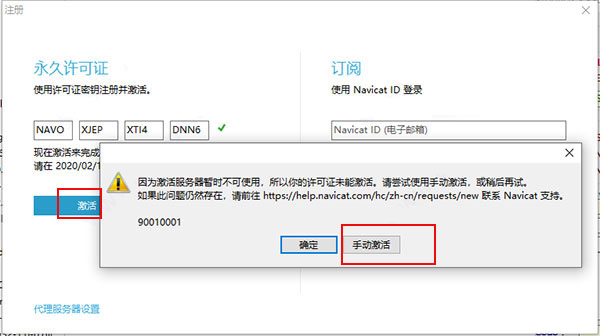 注册
永久许可证
使用许可证密钥注册并激活。
NAVO XJEP XTI4 DNN6
现在激活来完成
请在 2020/02/1
激活
订阅
使用 Navicat ID 登录
Navicat ID (电子邮箱)
因为激活服务器暂时不可使用，所以你的许可证未能激活。请尝试使用手动激活，或稍后再试。
如果此问题仍然存在，请前往 https://help.navicat.com/hc/zh-cn/requests/new 联系 Navicat 支持。
90010001
确定 手动激活
代理服务器设置